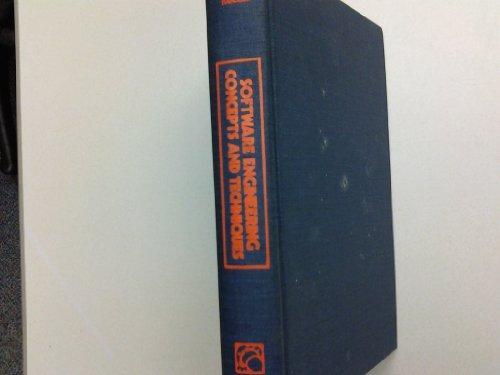 SOFTWARE ENGINEERING
CONCEPTS AND TECHNIQUES